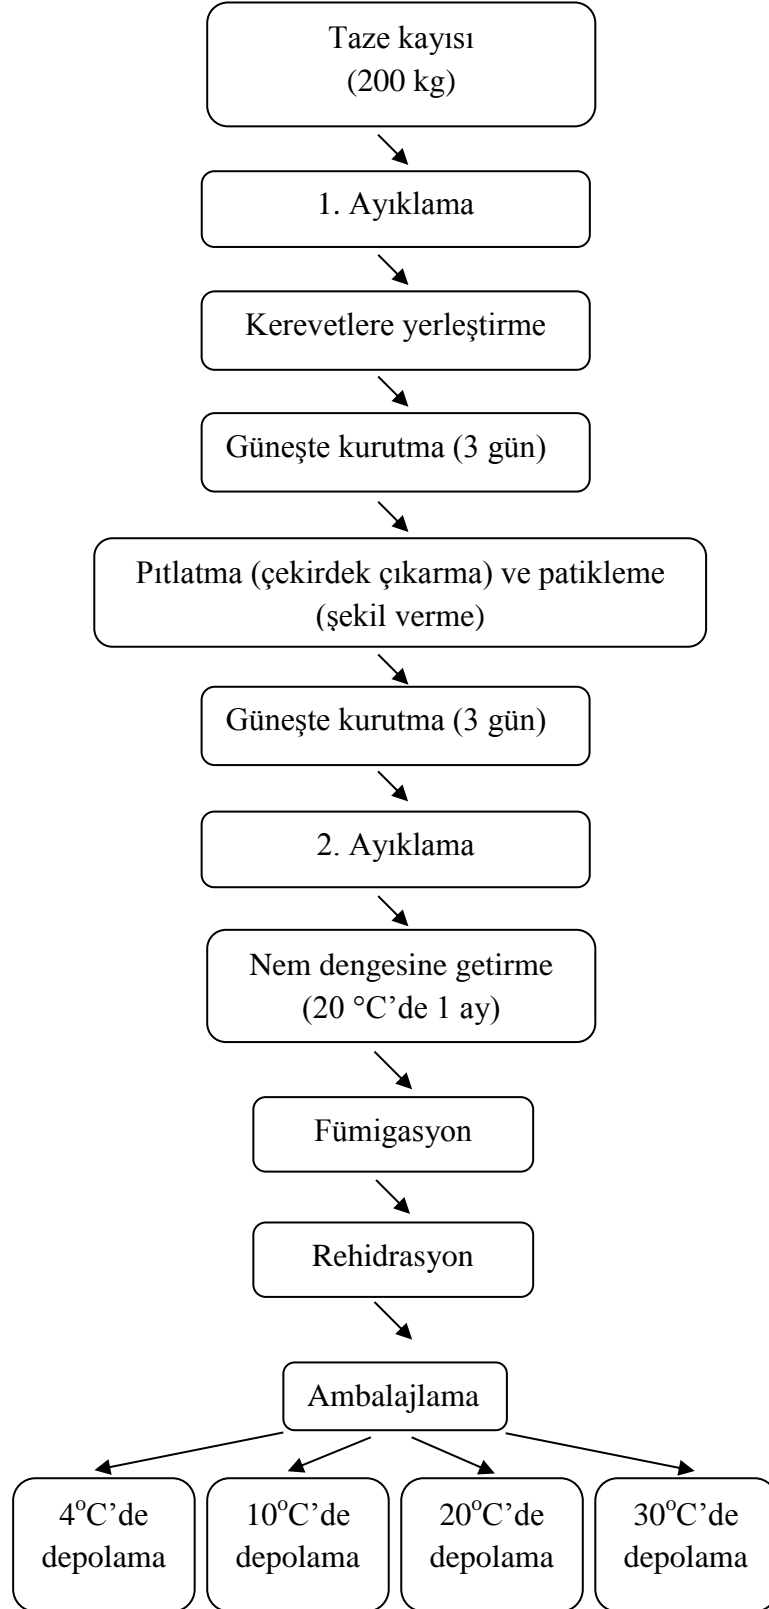 Taze kayısı
(200 kg)
1. Ayıklama
Kerevetlere yerleştirme
Güneşte kurutma (3 gün)
Pıtlatma (çekirdek çıkarma) ve patikleme
(şekil verme)
Güneşte kurutma (3 gün)
2. Ayıklama
Nem dengesine getirme
(20 °C’de 1 ay)
Fümigasyon
Rehidrasyon
Ambalajlama
4°C’de
depolama
10°C’de
depolama
20°C’de
depolama
30°C’de
depolama